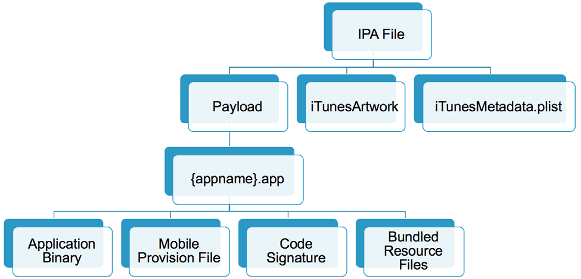 IPA File
Payload
iTunesArtwork
iTunesMetadata.plist
{appname}.app
Application
Binary
Mobile
Provision File
Code
Signature
Bundled
Resource
Files